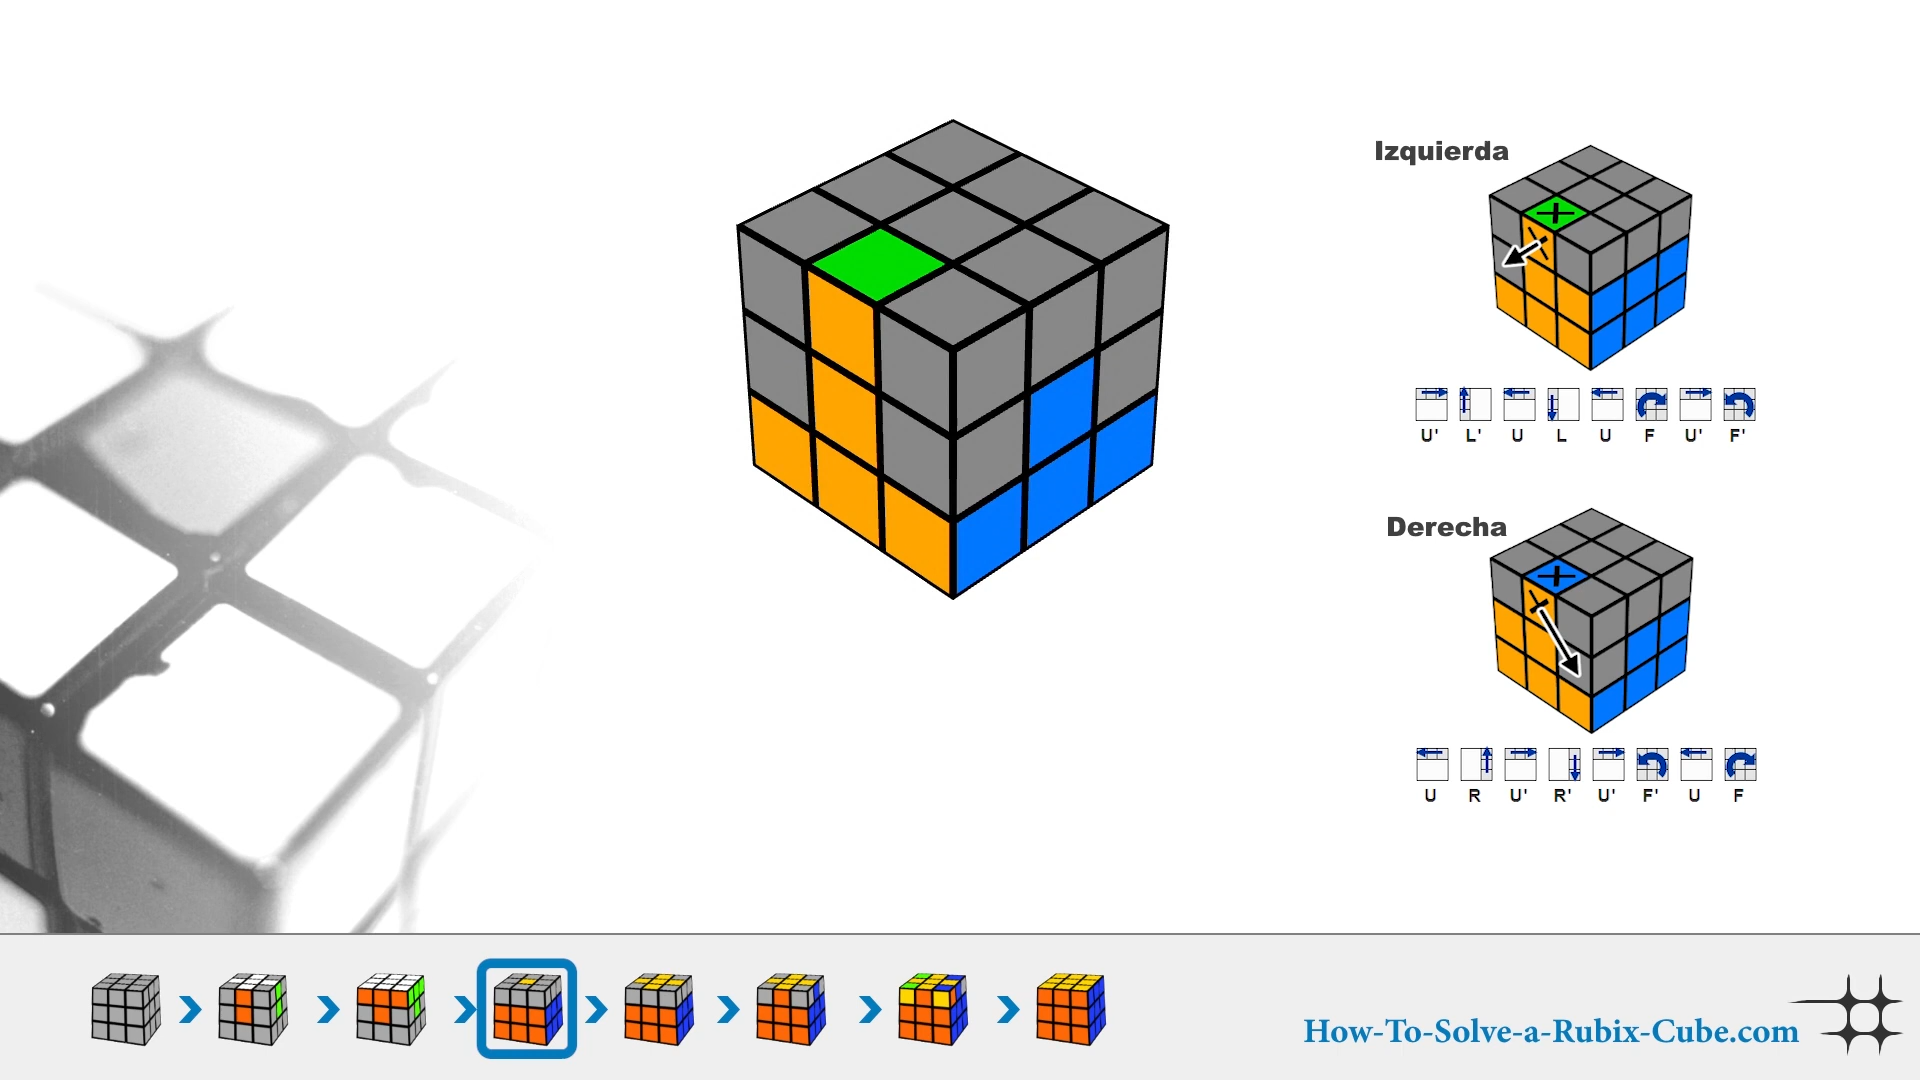 Izquierda
U' L' U L U F U' F'
Derecha
U R U' R' U' F' U F
How-To-Solve-a-Rubix-Cube.com